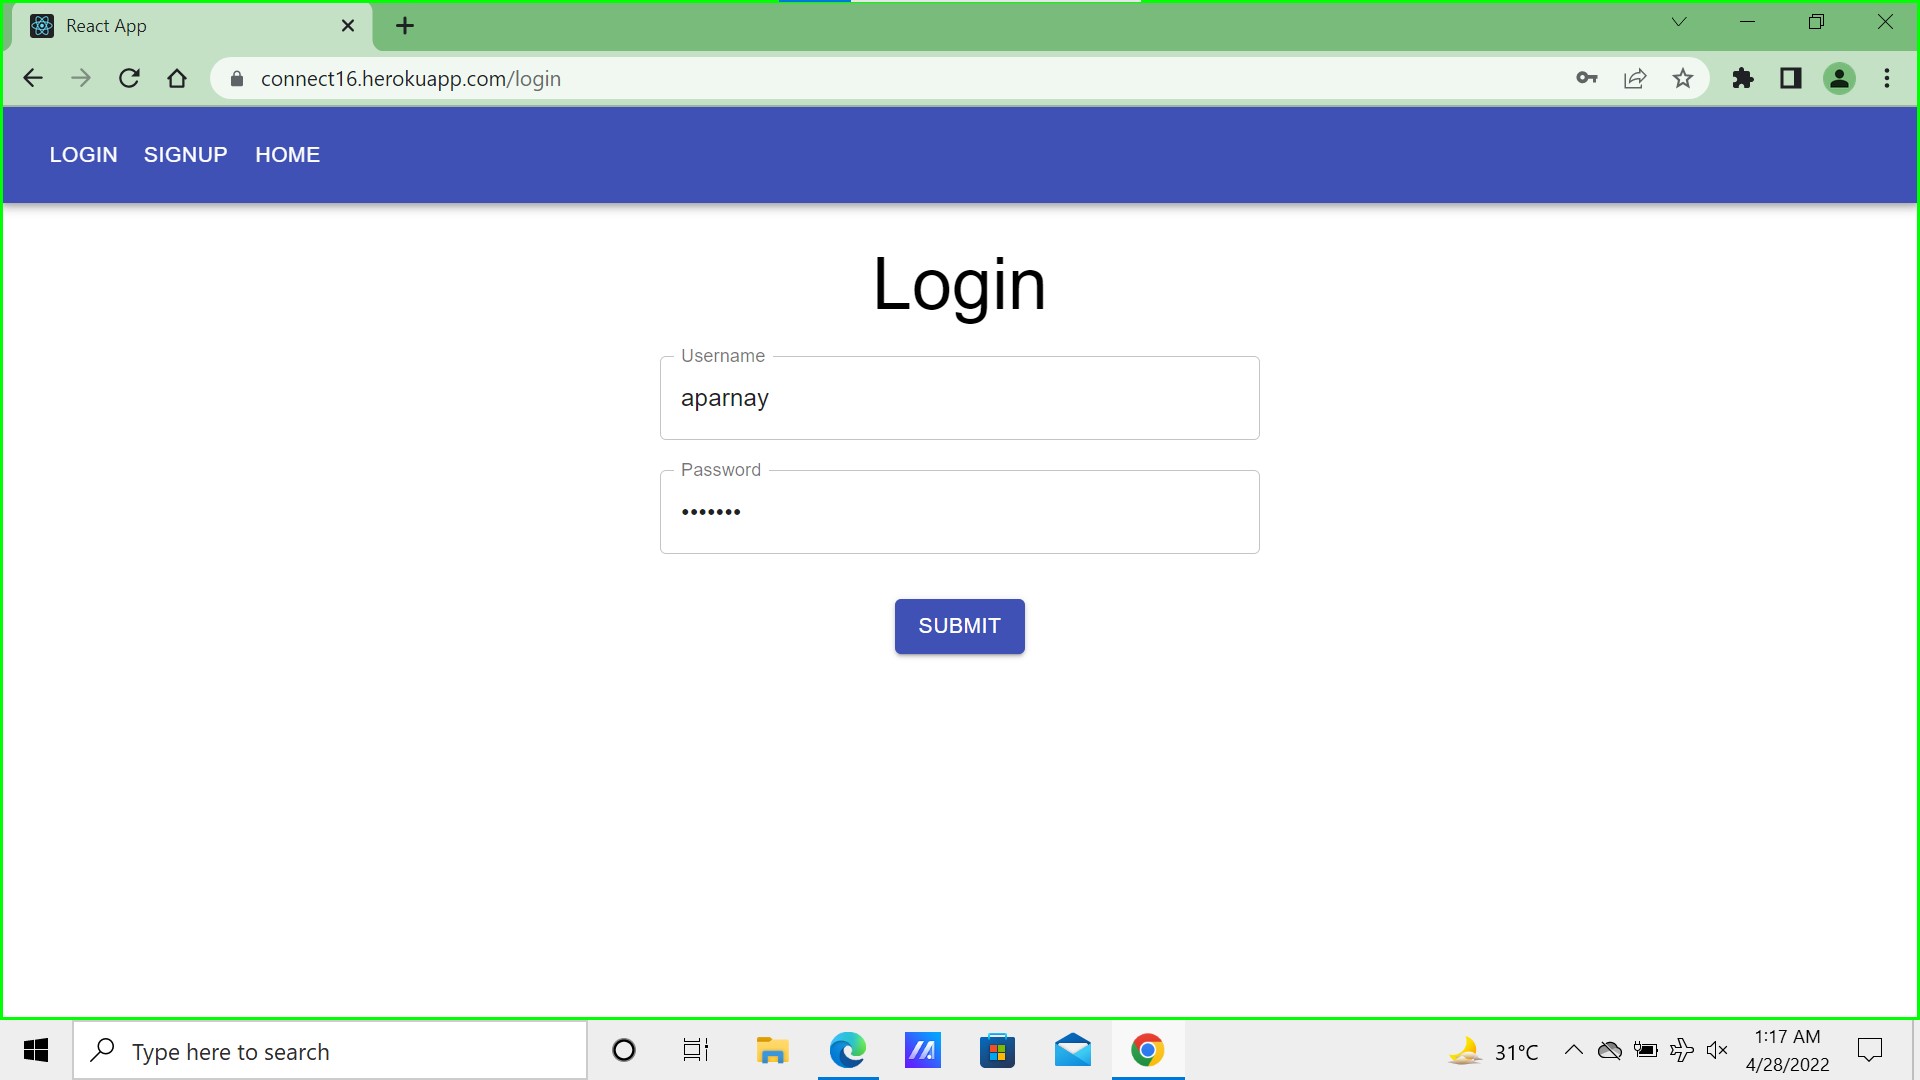 React App
connect16.herokuapp.com/login
LOGIN SIGNUP HOME
Login
Username
aparnay
Password
•••••••
SUBMIT
Type here to search
31°C
1:17 AM
4/28/2022